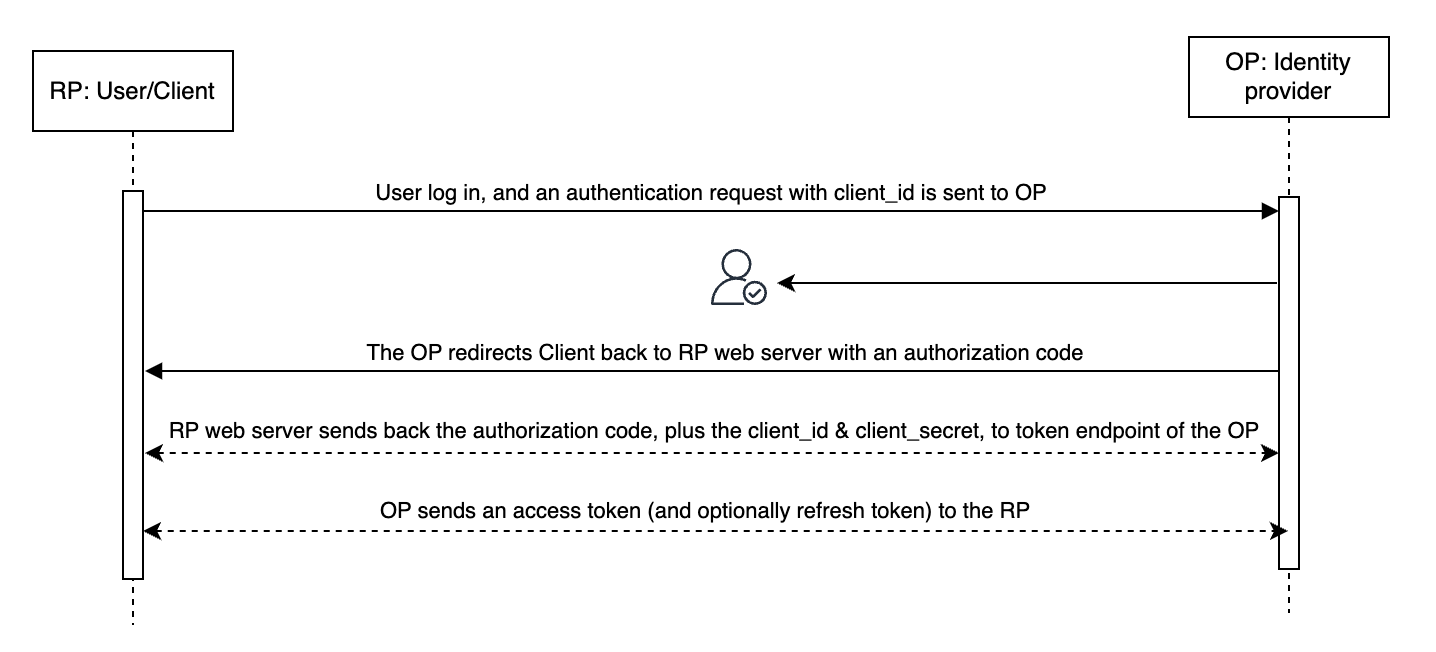 RP: User/Client
OP: Identity
provider
User log in, and an authentication request with client_id is sent to OP
The OP redirects Client back to RP web server with an authorization code
RP web server sends back the authorization code, plus the client_id & client_secret, to token endpoint of the OP
OP sends an access token (and optionally refresh token) to the RP